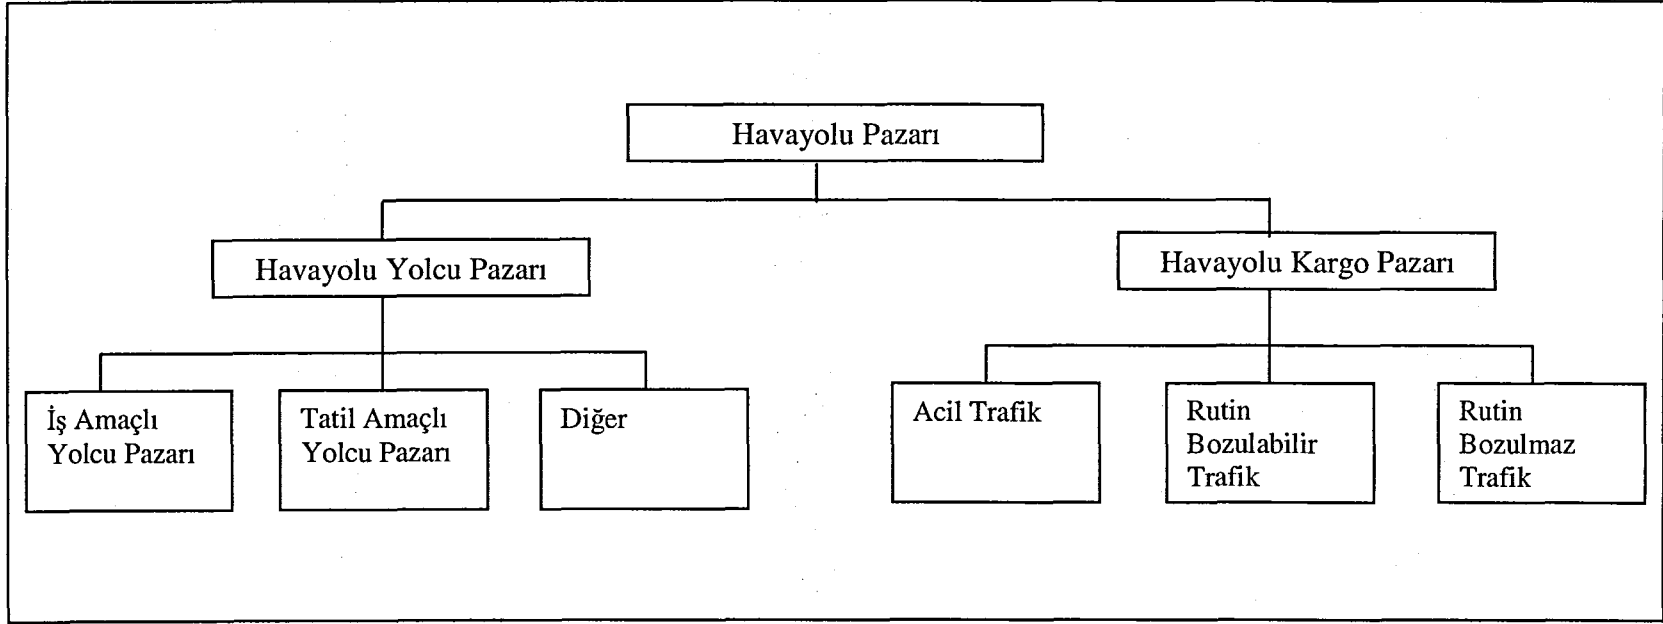 Havayolu Pazarı
Havayolu Yolcu Pazarı
Havayolu Kargo Pazarı
İş Amaçlı
Yolcu Pazarı
Tatil Amaçlı
Yolcu Pazarı
Diğer
Acil Trafik
Rutin
Bozulabilir
Trafik
Rutin
Bozulmaz
Trafik